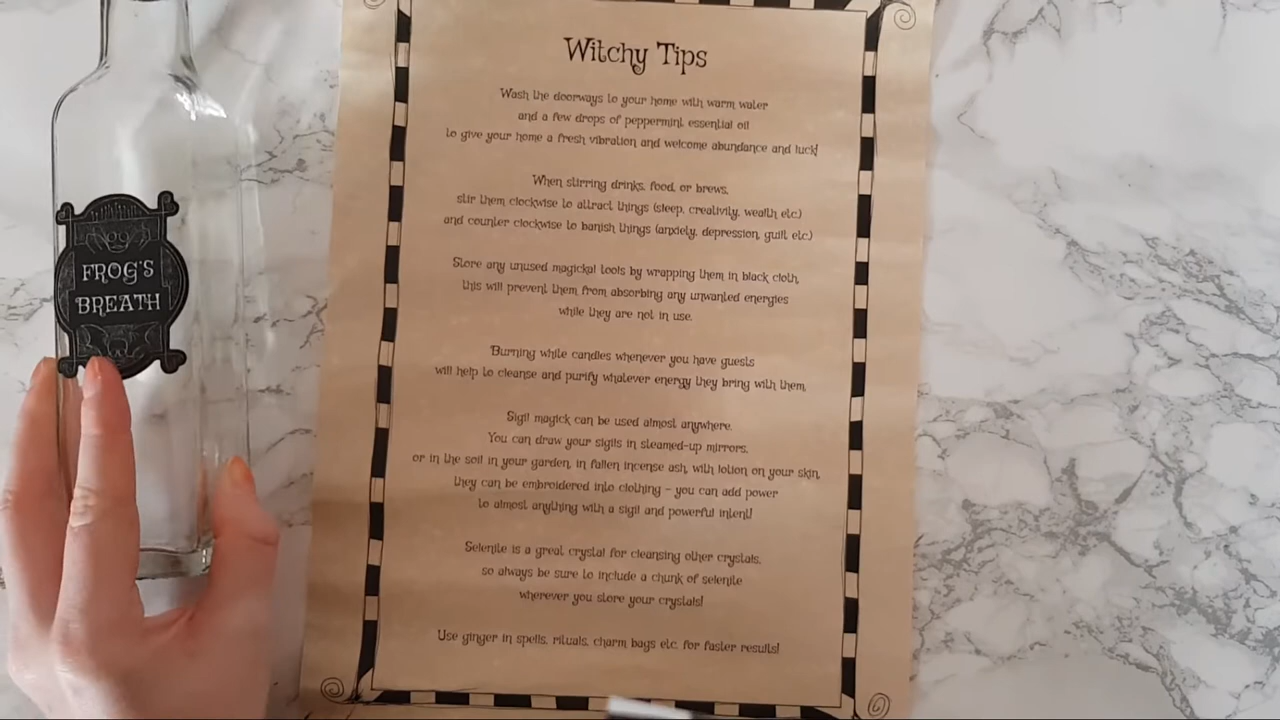 FROG'S
BREATH
Witchy Tips
Wash the doorways to your home with warm water
and a few drops of peppermint essential oil
to give your home a fresh vibration and welcome abundance and luck!
When stirring drinks, food, or brews,
stir them clockwise to attract things (sleep, creativity, wealth etc.)
and counter clockwise to banish things (anxiety, depression, guilt etc.)
Store any unused magickal tools by wrapping them in black cloth,
this will prevent them from absorbing any unwanted energies
while they are not in use.
Burning white candles whenever you have guests
will help to cleanse and purify whatever energy they bring with them.
Sigil magick can be used almost anywhere.
You can draw your sigils in steamed-up mirrors,
or in the soil in your garden, in fallen incense ash, with lotion on your skin,
they can be embroidered into clothing - you can add power
to almost anything with a sigil and powerful intent!
Selenite is a great crystal for cleansing other crystals,
so always be sure to include a chunk of selenite
wherever you store your crystals!
Use ginger in spells, rituals, charm bags etc. for faster results!